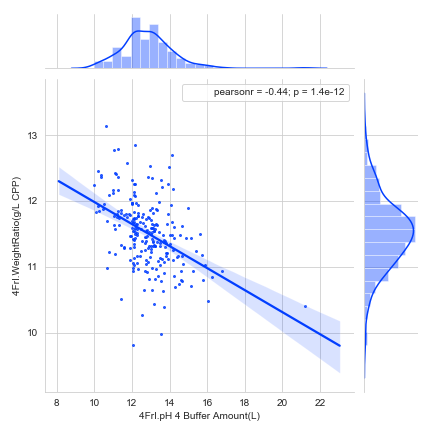 pearsonr = -0.44; p = 1.4e-12
13
12
11
10
4FrI.WeightRatio(g/L CPP)
8 10 12 14 16 18 20 22
4FrI.pH 4 Buffer Amount(L)